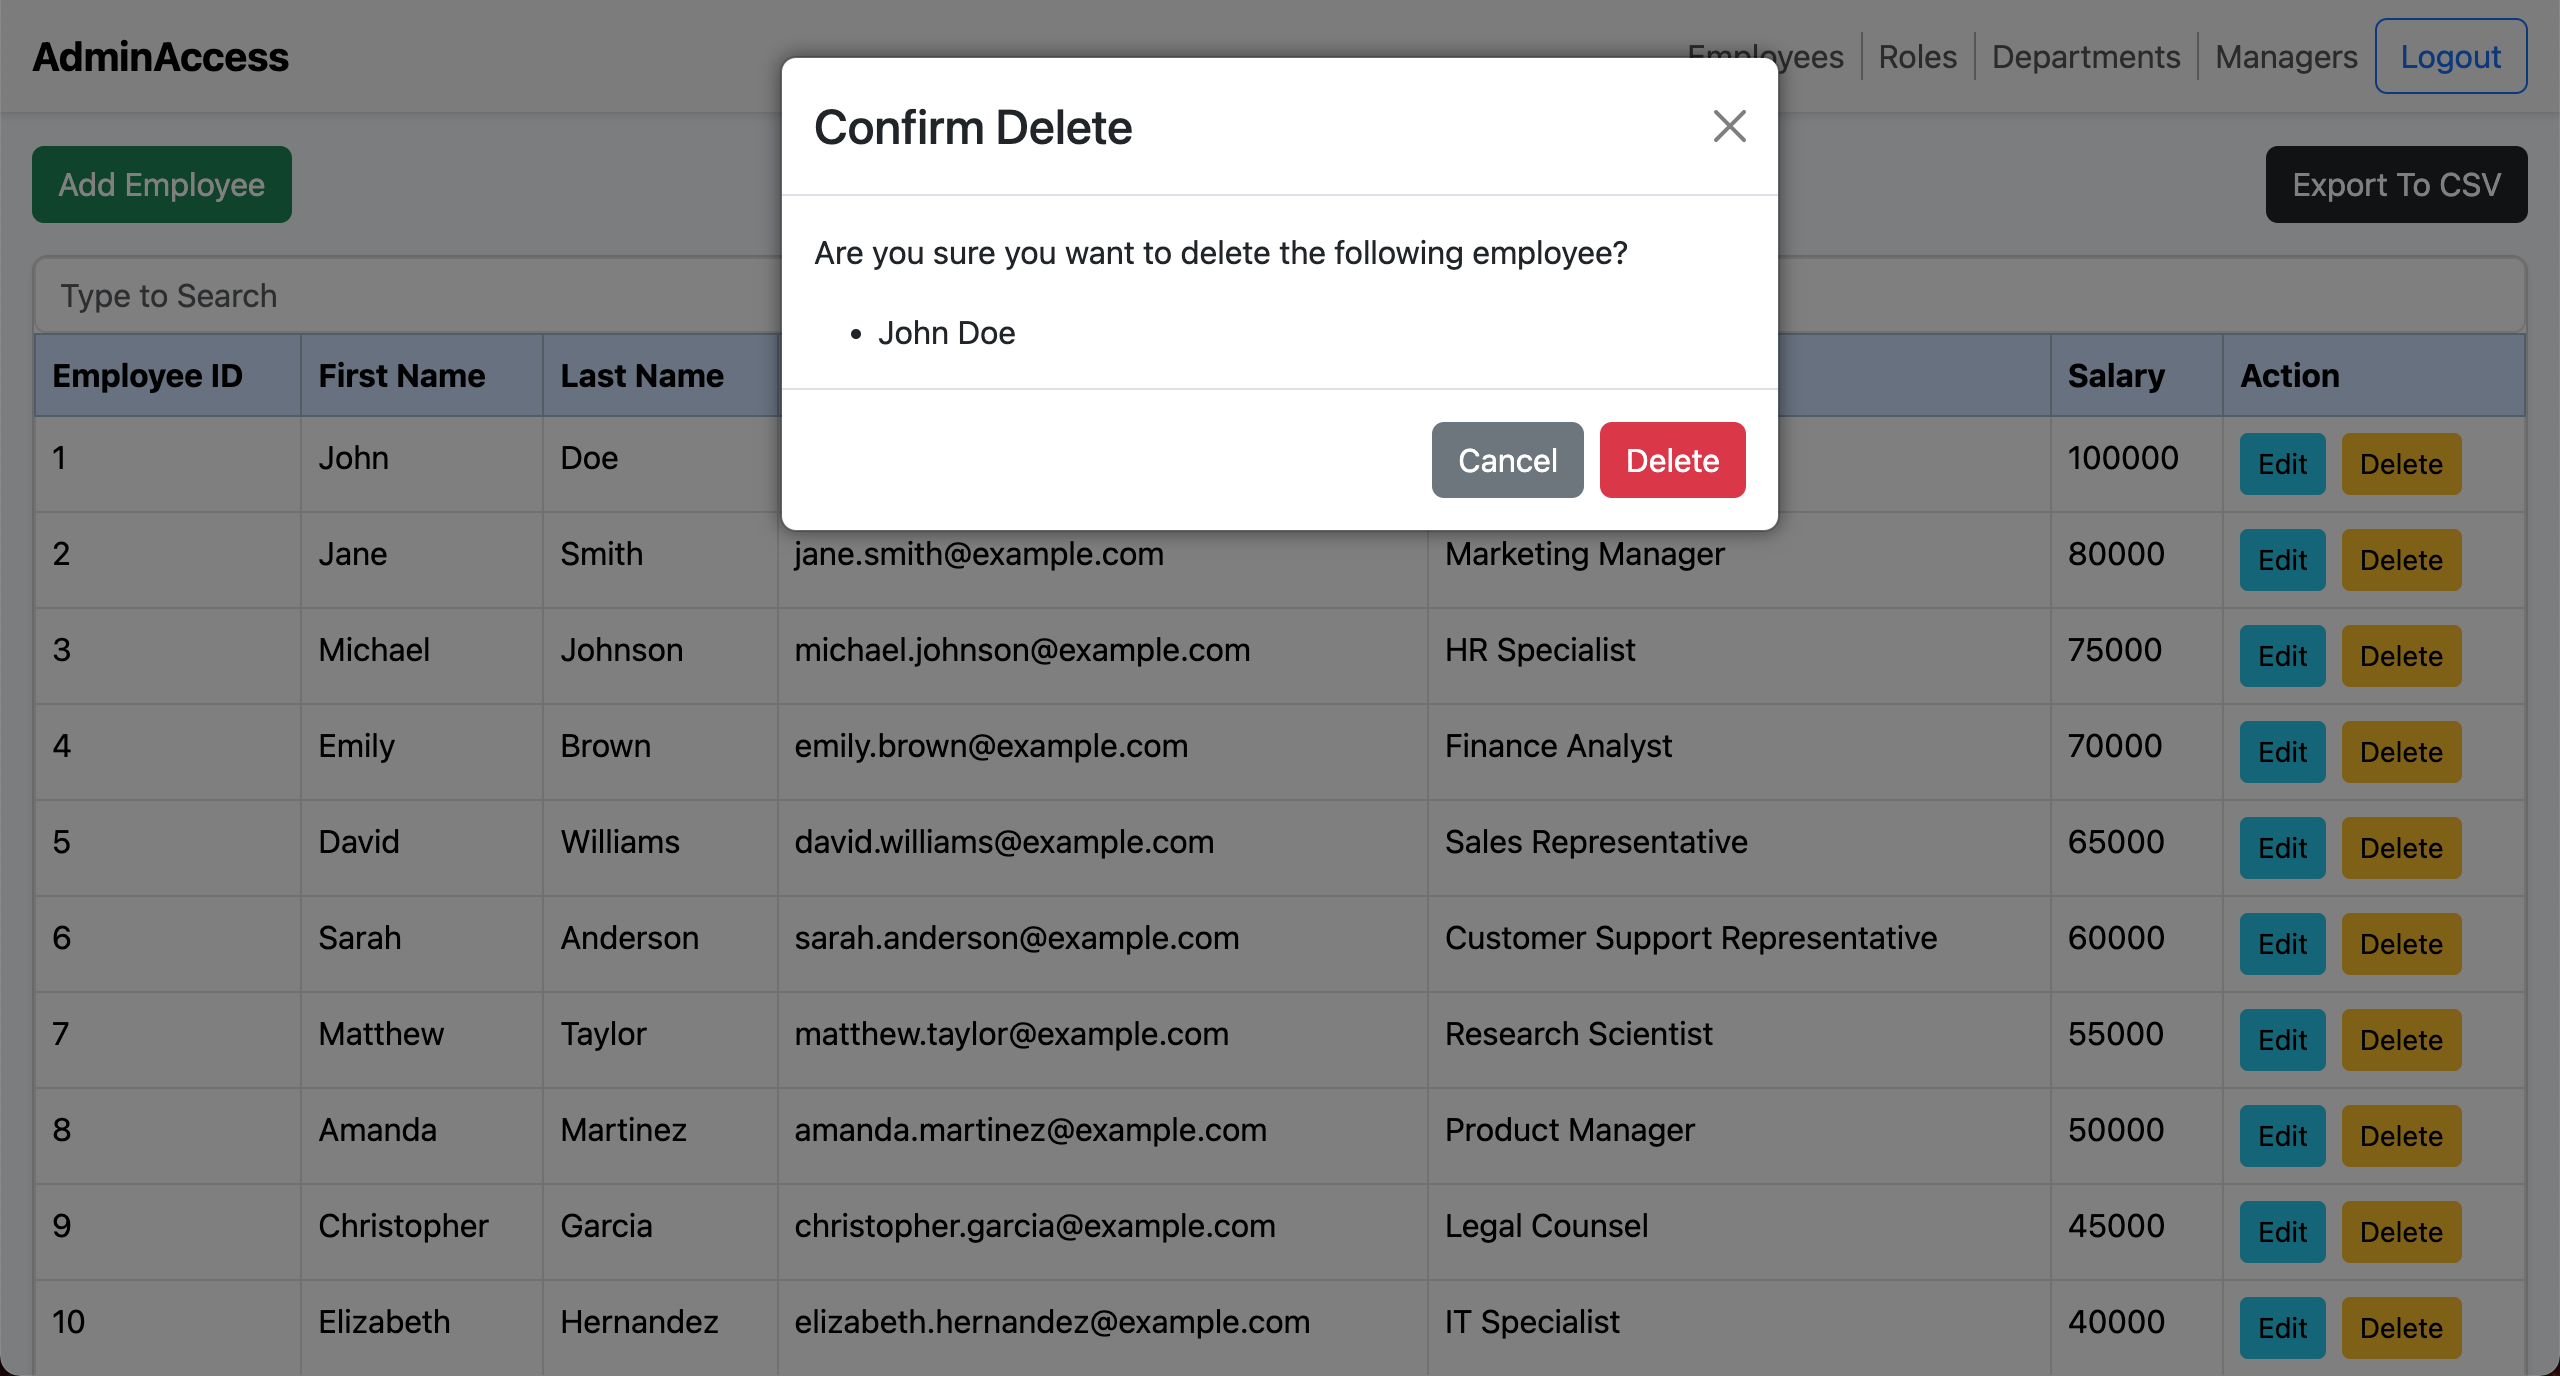 AdminAccess
Employees Roles Departments Managers Logout
Confirm Delete
Add Employee
Export To CSV
Are you sure you want to delete the following employee?
Type to Search
• John Doe
Employee ID First Name Last Name Salary Action
1 John Doe 100000 Edit Delete
Cancel Delete
2 Jane Smith jane.smith@example.com Marketing Manager 80000 Edit Delete
3 Michael Johnson michael.johnson@example.com HR Specialist 75000 Edit Delete
4 Emily Brown emily.brown@example.com Finance Analyst 70000 Edit Delete
5 David Williams david.williams@example.com Sales Representative 65000 Edit Delete
6 Sarah Anderson sarah.anderson@example.com Customer Support Representative 60000 Edit Delete
7 Matthew Taylor matthew.taylor@example.com Research Scientist 55000 Edit Delete
8 Amanda Martinez amanda.martinez@example.com Product Manager 50000 Edit Delete
9 Christopher Garcia christopher.garcia@example.com Legal Counsel 45000 Edit Delete
10 Elizabeth Hernandez elizabeth.hernandez@example.com IT Specialist 40000 Edit Delete